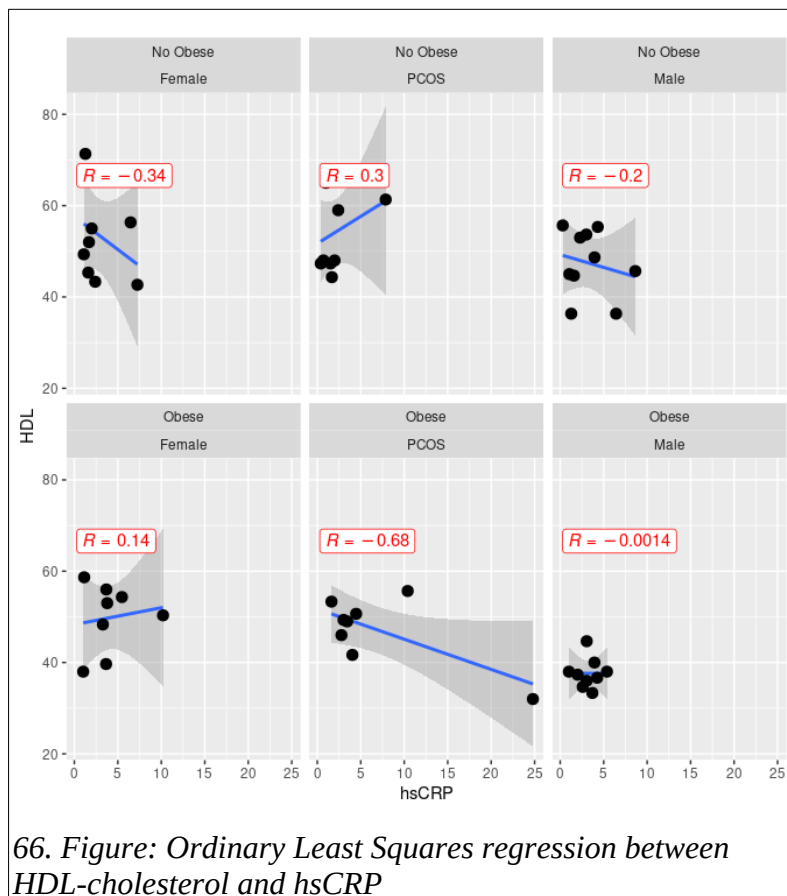 No Obese No Obese No Obese
Female PCOS Male
80
R = −0.34 R = 0.3 R = −0.2
60
40
20
HDL
Obese Obese Obese
Female PCOS Male
80
R = 0.14 R = −0.68 R = −0.0014
60
40
20
0 5 10 15 20 25 0 5 10 15 20 25 0 5 10 15 20 25
hsCRP
66. Figure: Ordinary Least Squares regression between
HDL-cholesterol and hsCRP